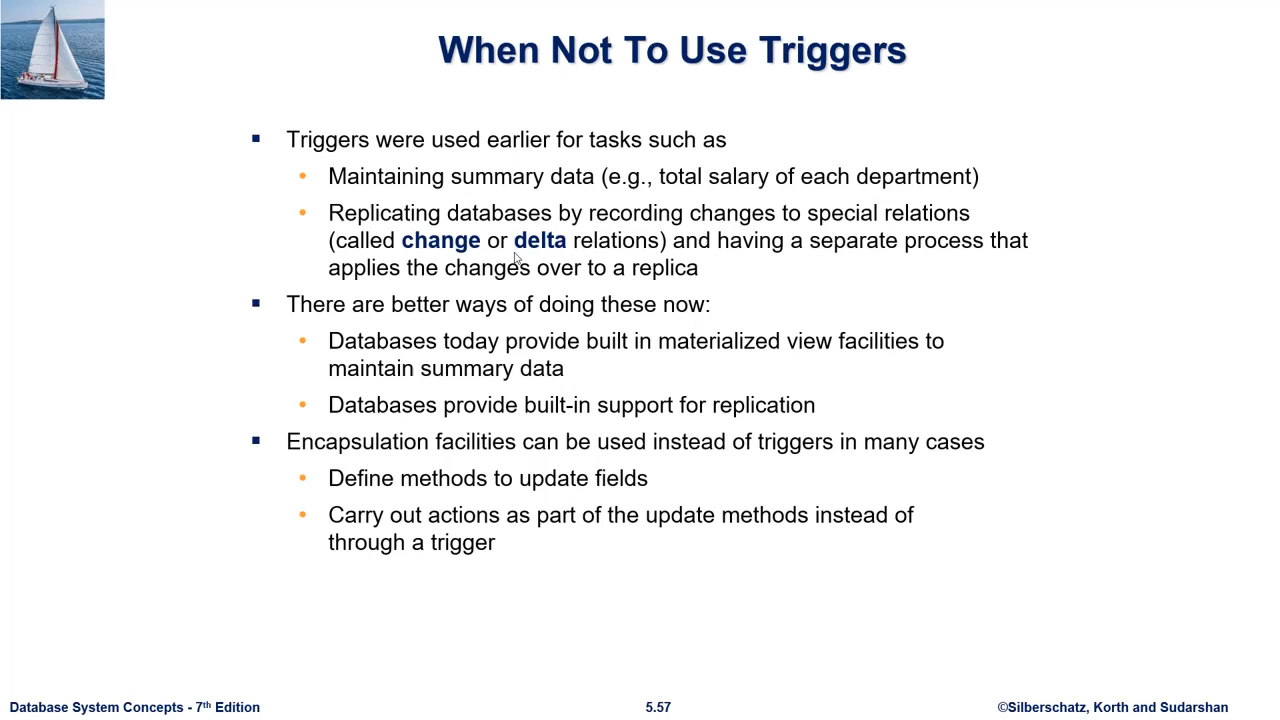 When Not To Use Triggers
Triggers were used earlier for tasks such as
Maintaining summary data (e.g., total salary of each department)
Replicating databases by recording changes to special relations
(called change or delta relations) and having a separate process that
applies the changes over to a replica
There are better ways of doing these now:
Databases today provide built in materialized view facilities to
maintain summary data
Databases provide built-in support for replication
Encapsulation facilities can be used instead of triggers in many cases
Define methods to update fields
Carry out actions as part of the update methods instead of
through a trigger
Database System Concepts - 7th Edition
5.57
©Silberschatz, Korth and Sudarshan